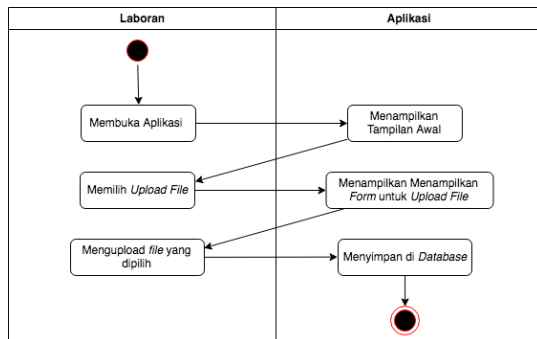 Laboran
Aplikasi
Membuka Aplikasi
Menampilkan
Tampilan Awal
Memilih Upload File
Menampilkan Menampilkan
Form untuk Upload File
Mengupload file yang
dipilih
Menyimpan di Database